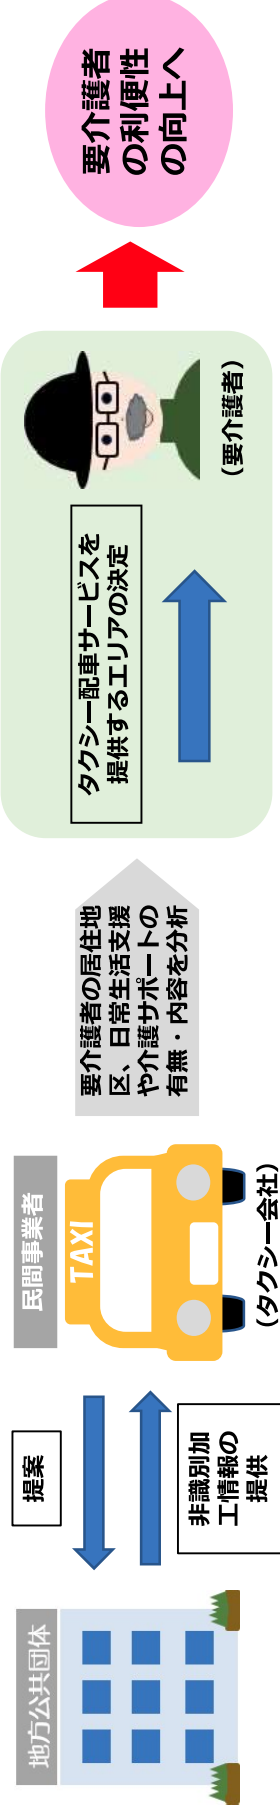 地方公共団体
提案
非識別加
工情報の
提供
民間事業者
TAXI
(タクシー会社)
要介護者の居住地
区、日常生活支援
や介護サポートの
有無・内容を分析
タクシー配車サービスを
提供するエリアの決定
(要介護者)
要介護者
の利便性
の向上へ